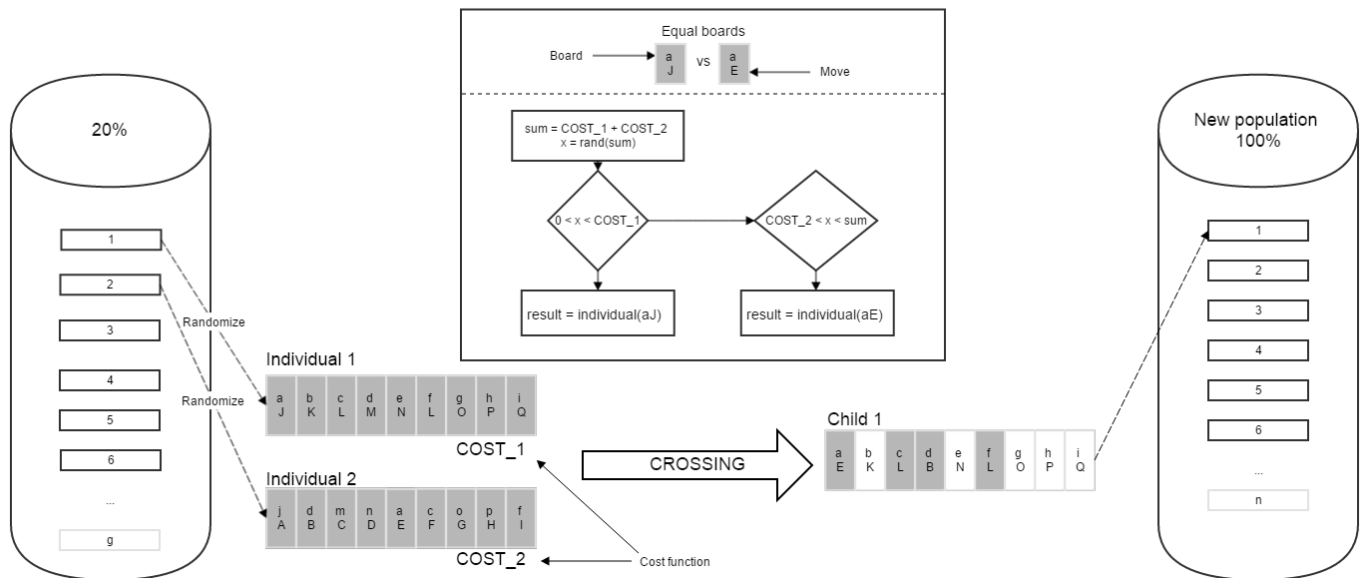 20%
1
2
3
4
5
6
...
g
Randomize
Randomize
Equal boards
Board
a
J
vs
a
E
Move
sum = COST_1 + COST_2
x = rand(sum)
0 < x < COST_1
COST_2 < x < sum
result = individual(aJ)
result = individual(aE)
Individual 1
a b c d e f g h i
J K L M N L O P Q
COST_1
Individual 2
j d m n a c o p f
A B C D E F G H I
COST_2
Cost function
CROSSING
Child 1
a b c d e f g h i
E K L B N L O P Q
New population
100%
1
2
3
4
5
6
...
n